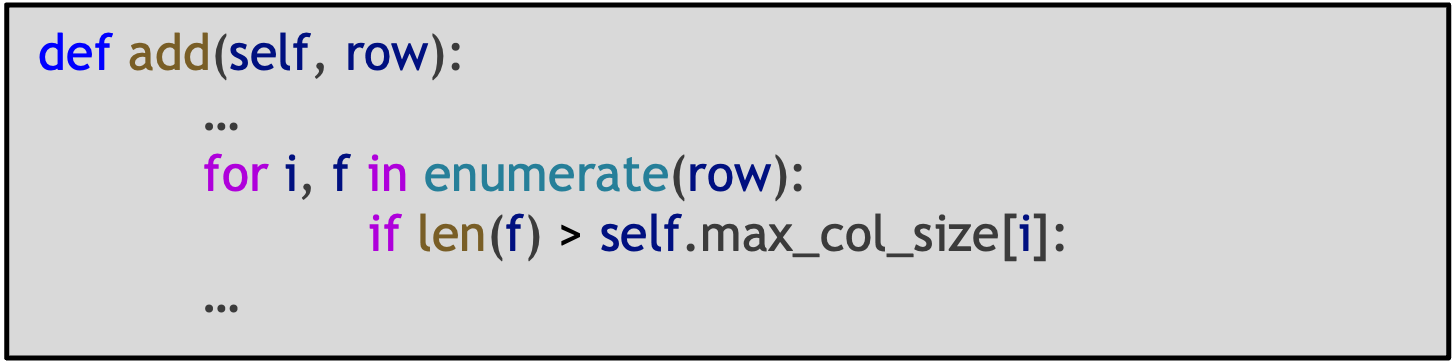 def add(self, row):
…
for i, f in enumerate(row):
if len(f) > self.max_col_size[i]:
…